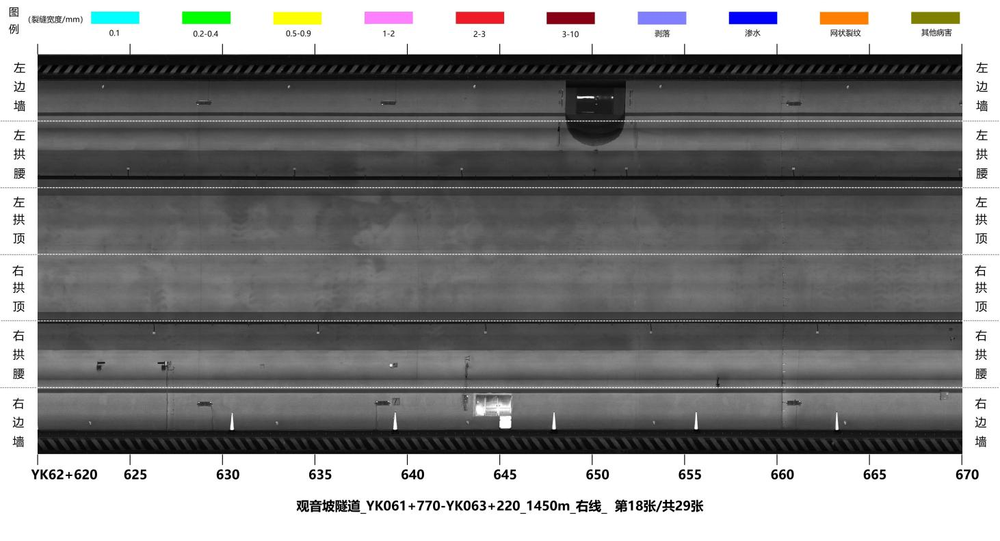 图例
(裂缝宽度/mm)
0.1 0.2-0.4 0.5-0.9 1-2 2-3 3-10 剥落 渗水 网状裂纹 其他病害
左边墙 左边墙
左拱腰 左拱腰
左拱顶 左拱顶
右拱顶 右拱顶
右拱腰 右拱腰
右边墙 右边墙
YK62+620 625 630 635 640 645 650 655 660 665 670
观音坡隧道_YK061+770-YK063+220_1450m_右线_ 第18张/共29张